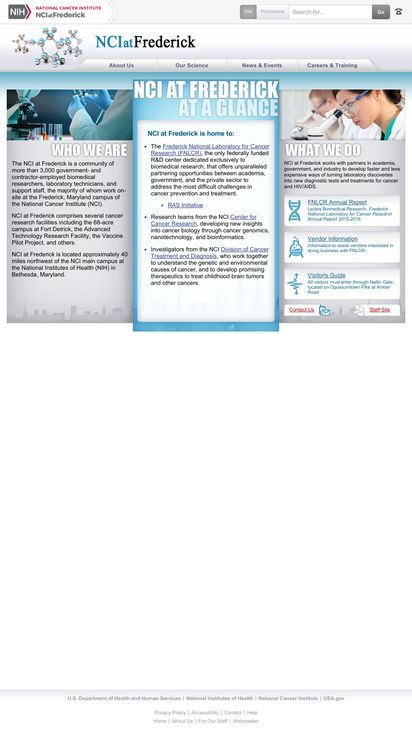 NIH NATIONAL CANCER INSTITUTE
NCIatFrederick
Site Phonebook Search for... Go
NCIatFrederick
About Us Our Science News & Events Careers & Training
WHO WE ARE
The NCI at Frederick is a community of
more than 3,000 government- and
contractor-employed biomedical
researchers, laboratory technicians, and
support staff, the majority of whom work on-
site at the Frederick, Maryland campus of
the National Cancer Institute (NCI).
NCI at Frederick comprises several cancer
research facilities including the 68-acre
campus at Fort Detrick, the Advanced
Technology Research Facility, the Vaccine
Pilot Project, and others.
NCI at Frederick is located approximately 40
miles northwest of the NCI main campus at
the National Institutes of Health (NIH) in
Bethesda, Maryland.
NCI AT FREDERICK
AT A GLANCE
NCI at Frederick is home to:
• The Frederick National Laboratory for Cancer
Research (FNLCR), the only federally funded
R&D center dedicated exclusively to
biomedical research, that offers unparalleled
partnering opportunities between academia,
government, and the private sector to
address the most difficult challenges in
cancer prevention and treatment.
RAS Initiative
• Research teams from the NCI Center for
Cancer Research, developing new insights
into cancer biology through cancer genomics,
nanotechnology, and bioinformatics.
• Investigators from the NCI Division of Cancer
Treatment and Diagnosis, who work together
to understand the genetic and environmental
causes of cancer, and to develop promising
therapeutics to treat childhood brain tumors
and other cancers.
WHAT WE DO
NCI at Frederick works with partners in academia,
government, and industry to develop faster and less
expensive ways of turning laboratory discoveries
into new diagnostic tests and treatments for cancer
and HIV/AIDS.
FNLCR Annual Report
Leidos Biomedical Research, Frederick
National Laboratory for Cancer Research
Annual Report 2015-2016
Vendor Information
Information to assist vendors interested in
doing business with FNLCR.
Visitor's Guide
All visitors must enter through Nallin Gate,
located on Opossumtown Pike at Amber
Road
Contact Us Staff Site
U.S. Department of Health and Human Services | National Institutes of Health | National Cancer Institute | USA.gov
Privacy Policy | Accessibility | Contact | Help
Home | About Us | For Our Staff | Webmaster